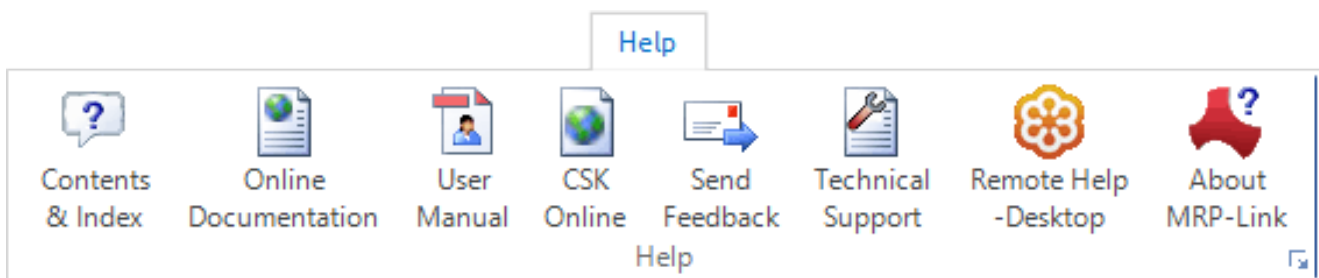 Help
Contents Online User CSK Send Technical Remote Help About
& Index Documentation Manual Online Feedback Support -Desktop MRP-Link
Help